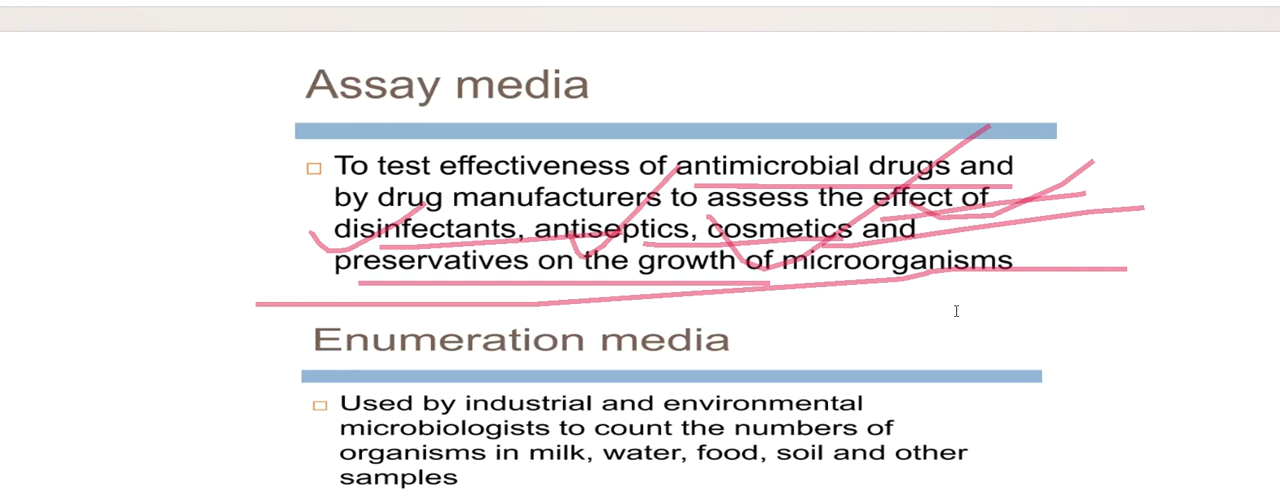 Assay media
To test effectiveness of antimicrobial drugs and
by drug manufacturers to assess the effect of
disinfectants, antiseptics, cosmetics and
preservatives on the growth of microorganisms
Enumeration media
Used by industrial and environmental
microbiologists to count the numbers of
organisms in milk, water, food, soil and other
samples